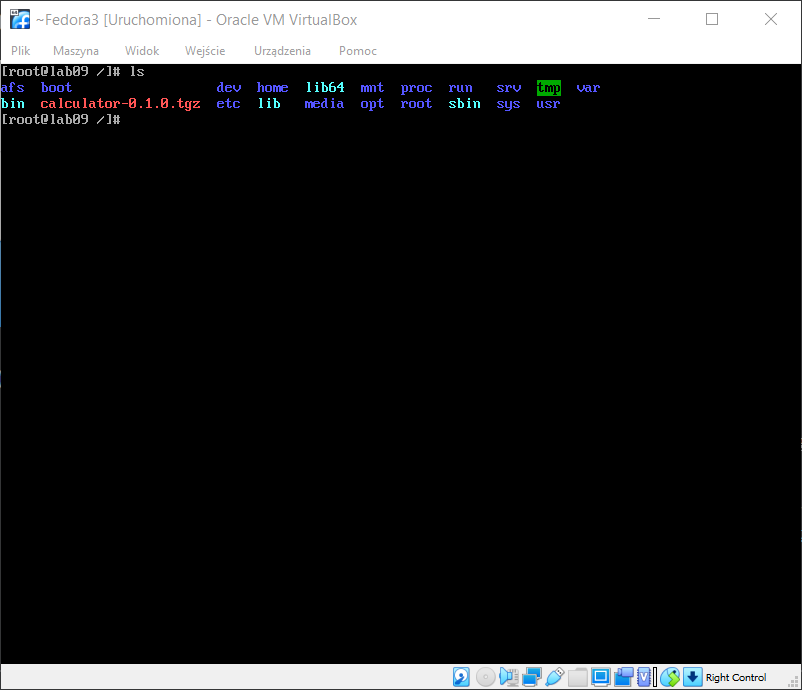 ~Fedora3 [Uruchomiona] - Oracle VM VirtualBox
Plik Maszyna Widok Wejście Urządzenia Pomoc
[root@lab09 /]# ls
afs boot dev home lib64 mnt proc run srv tmp var
bin calculator-0.1.0.tgz etc lib media opt root sbin sys usr
[root@lab09 /]#
Right Control